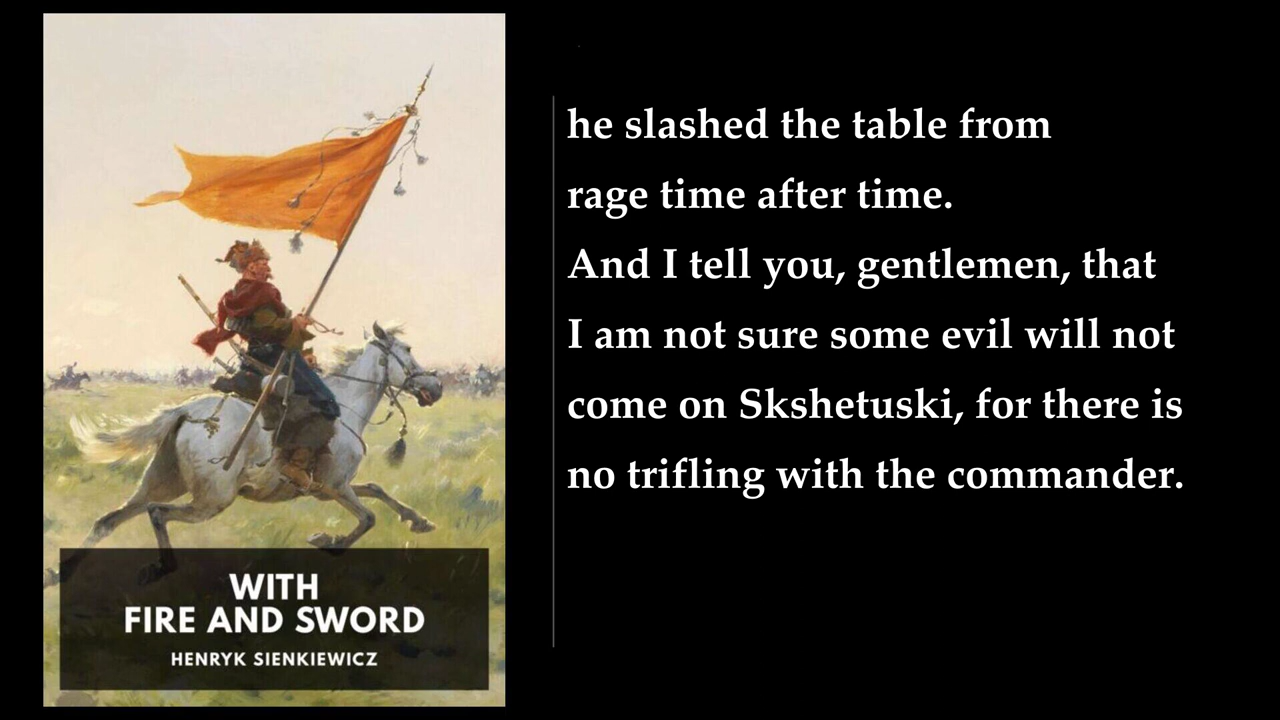 WITH
FIRE AND SWORD
HENRYK SIENKIEWICZ
he slashed the table from
rage time after time.
And I tell you, gentlemen, that
I am not sure some evil will not
come on Skshetuski, for there is
no trifling with the commander.